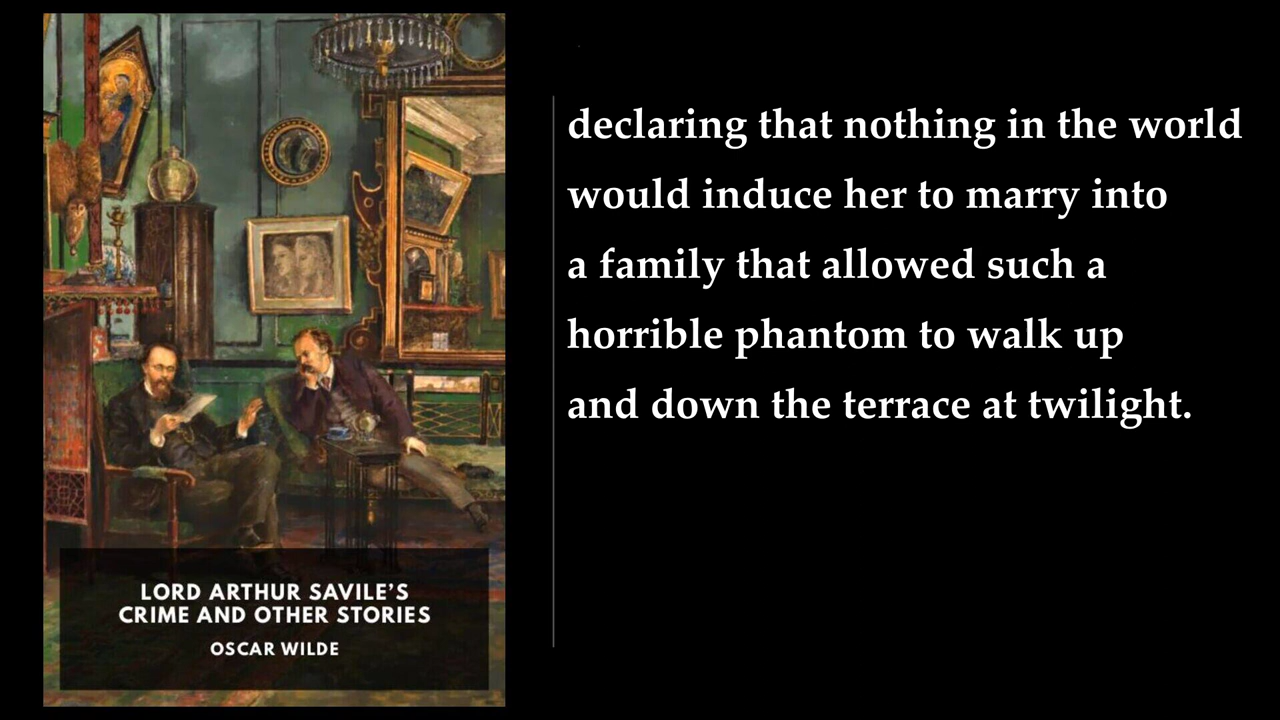 declaring that nothing in the world
would induce her to marry into
a family that allowed such a
horrible phantom to walk up
and down the terrace at twilight.
LORD ARTHUR SAVILE’S
CRIME AND OTHER STORIES
OSCAR WILDE